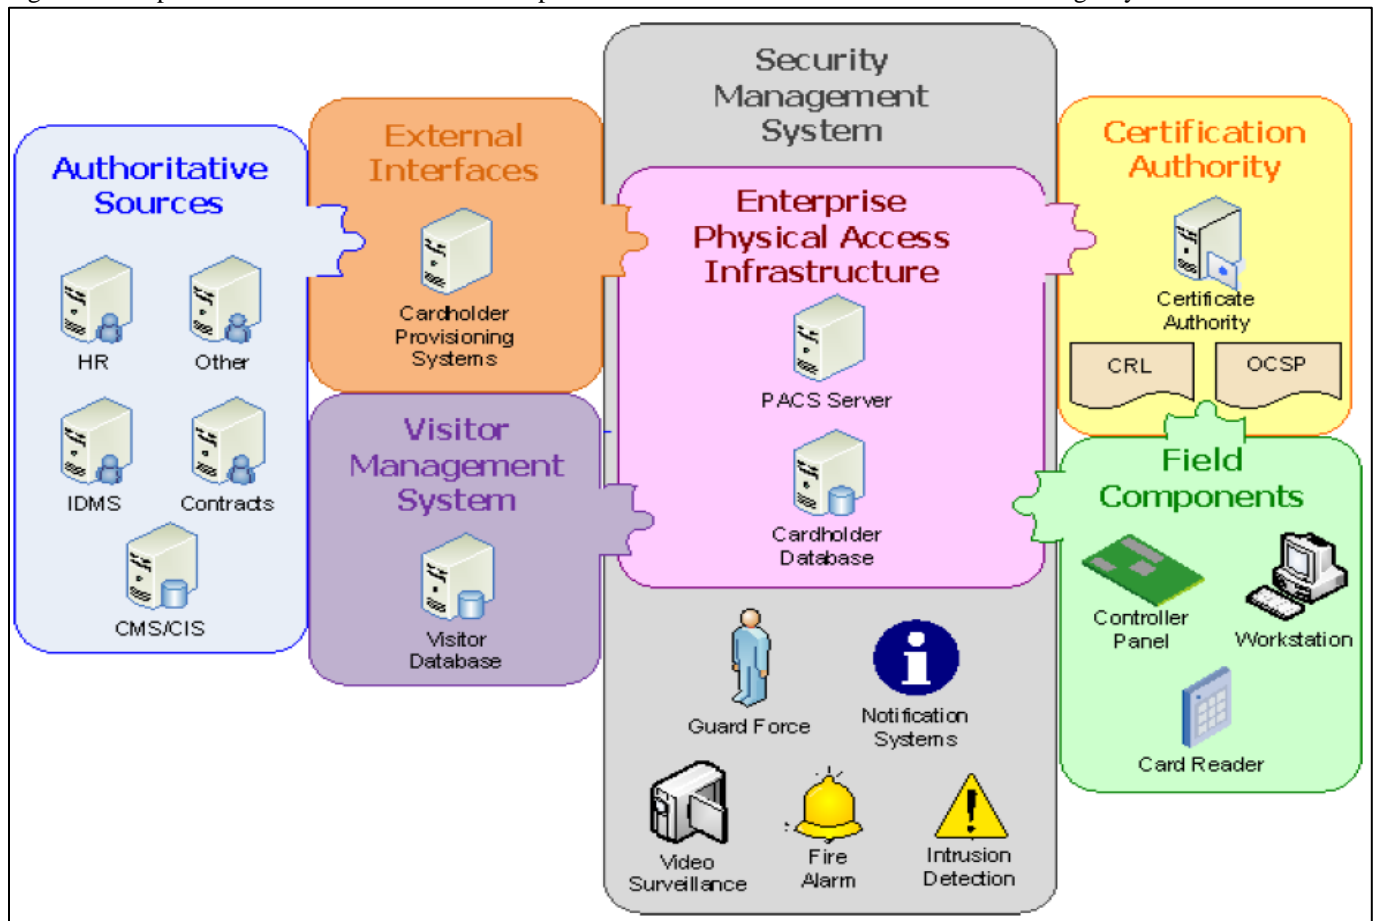 Security
Management
System
Authoritative
Sources
HR
Other
IDMS
Contracts
CMS/CIS
External
Interfaces
Cardholder
Provisioning
Systems
Visitor
Management
System
Visitor
Database
Enterprise
Physical Access
Infrastructure
PACS Server
Cardholder
Database
Guard Force
Notification
Systems
Video
Surveillance
Fire
Alarm
Intrusion
Detection
Certification
Authority
Certificate
Authority
CRL
OCSP
Field
Components
Controller
Panel
Workstation
Card Reader